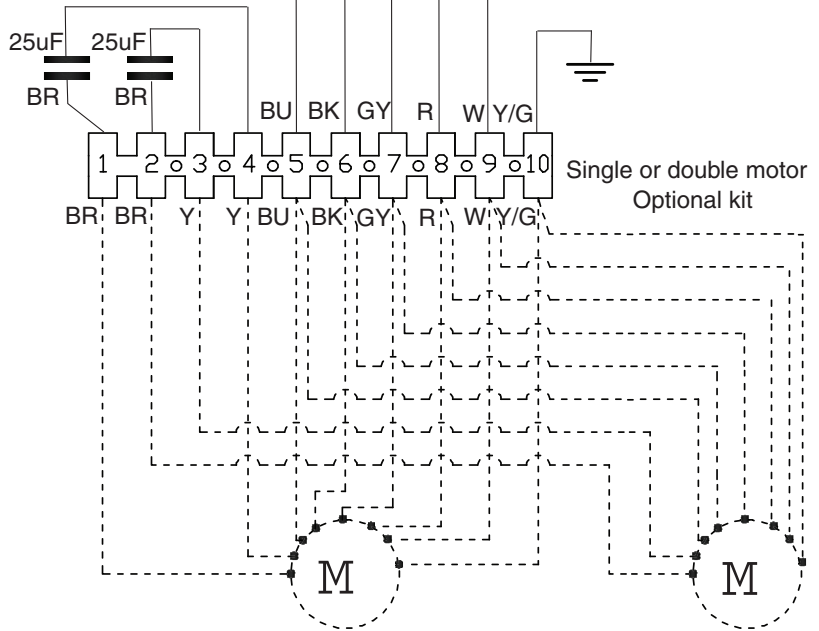 25uF 25uF
BR BR
BU BK GY R W Y/G
1 2 3 4 5 6 7 8 9 10
Single or double motor
Optional kit
BR BR Y Y BU BK GY R W Y/G
M M